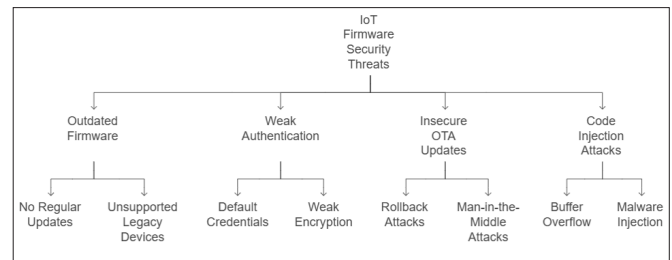 IoT
Firmware
Security
Threats
Outdated
Firmware
Weak
Authentication
Insecure
OTA
Updates
Code
Injection
Attacks
No Regular
Updates
Unsupported
Legacy
Devices
Default
Credentials
Weak
Encryption
Rollback
Attacks
Man-in-the-
Middle
Attacks
Buffer
Overflow
Malware
Injection